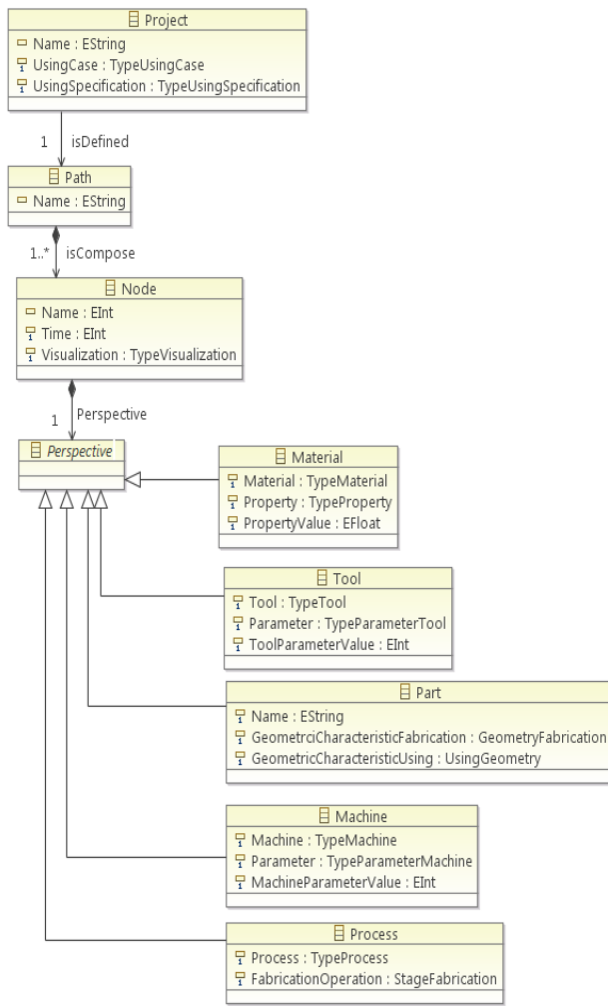 Project
Name : EString
UsingCase : TypeUsingCase
UsingSpecification : TypeUsingSpecification
1 isDefined
Path
Name : EString
1..* isCompose
Node
Name : EInt
Time : EInt
Visualization : TypeVisualization
1 Perspective
Perspective
Material
Material : TypeMaterial
Property : TypeProperty
PropertyValue : EFloat
Tool
Tool : TypeTool
Parameter : TypeParameterTool
ToolParameterValue : EInt
Part
Name : EString
GeometrciCharacteristicFabrication : GeometryFabrication
GeometricCharacteristicUsing : UsingGeometry
Machine
Machine : TypeMachine
Parameter : TypeParameterMachine
MachineParameterValue : EInt
Process
Process : TypeProcess
FabricationOperation : StageFabrication